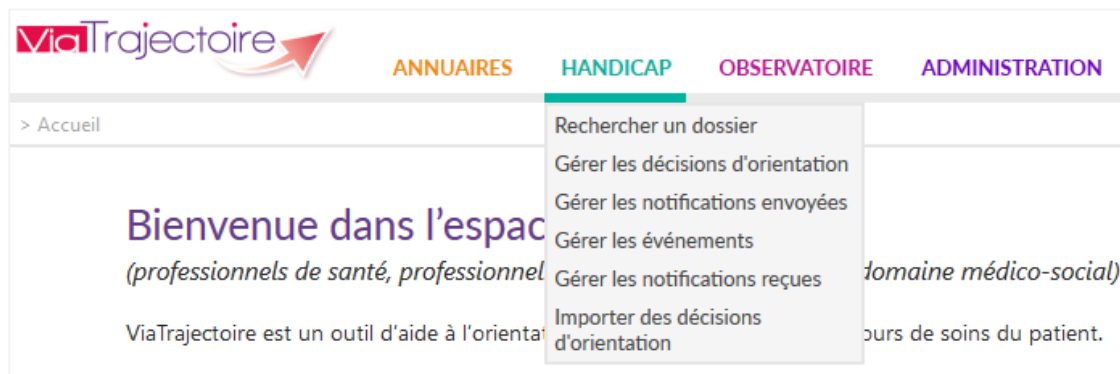 ViaTrajectoire
ANNUAIRES HANDICAP OBSERVATOIRE ADMINISTRATION
> Accueil
Rechercher un dossier
Gérer les décisions d'orientation
Gérer les notifications envoyées
Gérer les événements
Gérer les notifications reçues
Importer des décisions
d'orientation
Bienvenue dans l’espac
(professionnels de santé, professionnel domaine médico-social)
ViaTrajectoire est un outil d’aide à l’orientat ours de soins du patient.